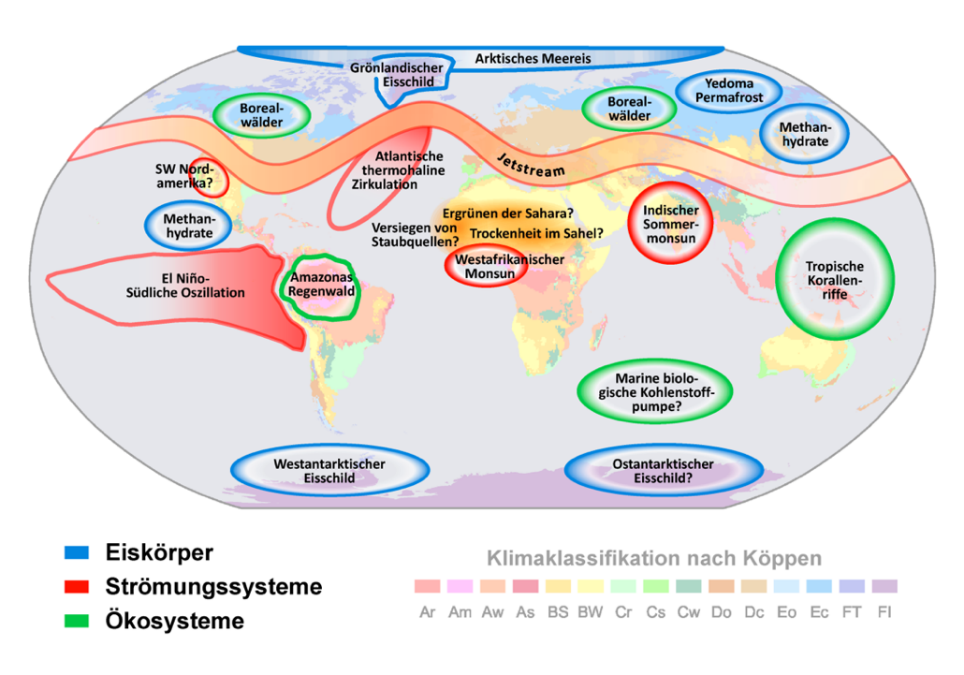 Arktisches Meereis
Grönlandischer
Eisschild
Yedoma
Permafrost
Boreal-
wälder
Boreal-
wälder
Methan-
hydrate
Jetstream
Atlantische
thermohaline
Zirkulation
SW Nord-
amerika?
Methan-
hydrate
Ergrünen der Sahara?
Versiegen von
Staubquellen?
Trockenheit im Sahel?
Indischer
Sommer-
monsun
Westafrikanischer
Monsun
El Niño-
Südliche Oszillation
Amazonas
Regenwald
Tropische
Korallen-
riffe
Marine biolo-
gische Kohlenstoff-
pumpe?
Westantarktischer
Eisschild
Ostantarktischer
Eisschild?
Eiskörper
Strömungssysteme
Ökosysteme
Klimaklassifikation nach Köppen
Ar Am Aw As BS BW Cr Cs Cw Do Dc Eo Ec FT FI